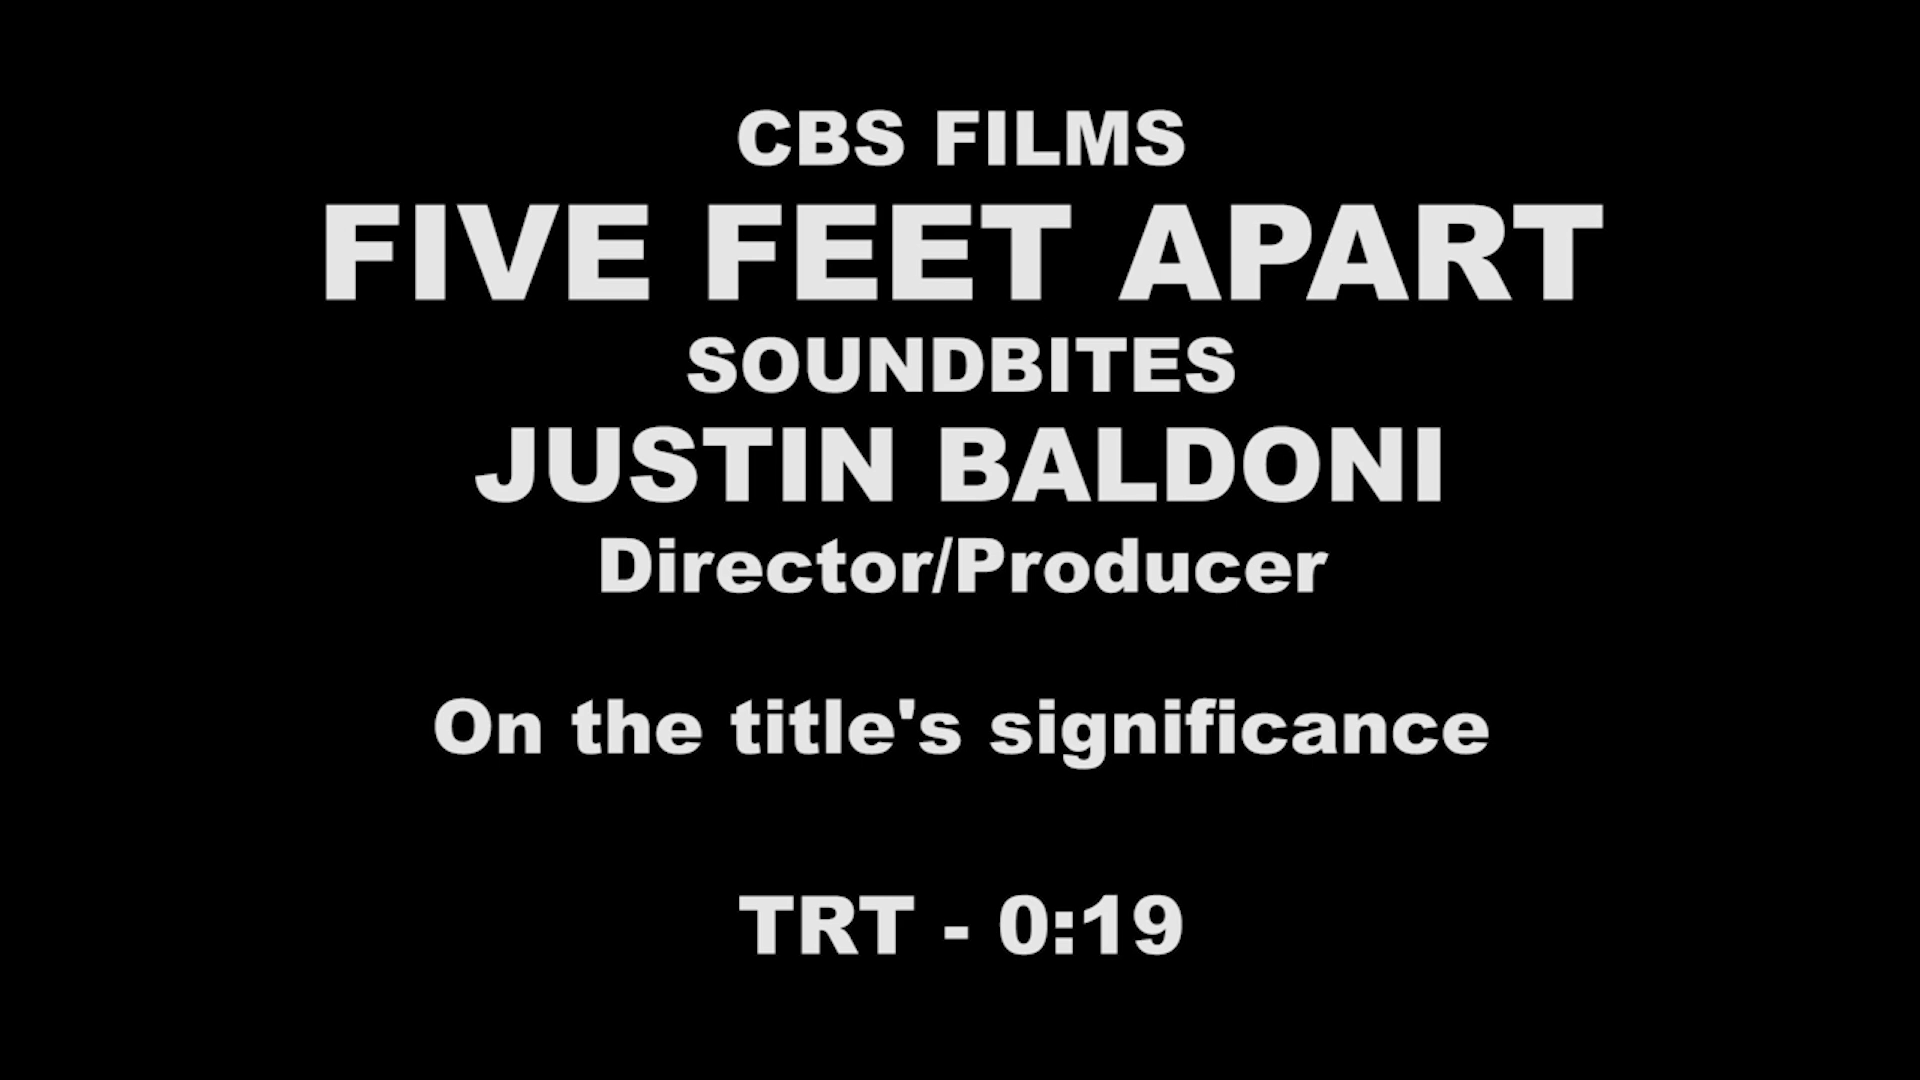 CBS FILMS
FIVE FEET APART
SOUNDBITES
JUSTIN BALDONI
Director/Producer
On the title's significance
TRT - 0:19